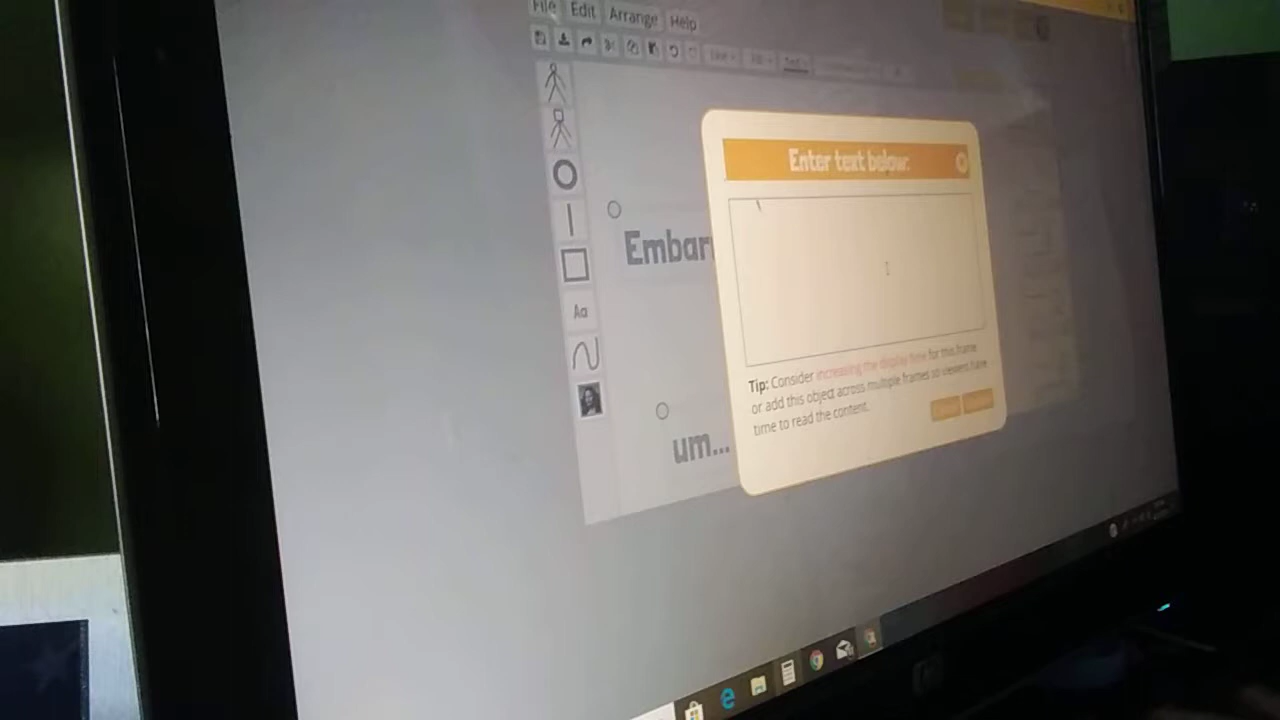 File Edit Arrange Help
Enter text below:
Embar
Aa
Tip: Consider increasing the display time for this frame
or add this object across multiple frames so viewers have
time to read the content.
um...